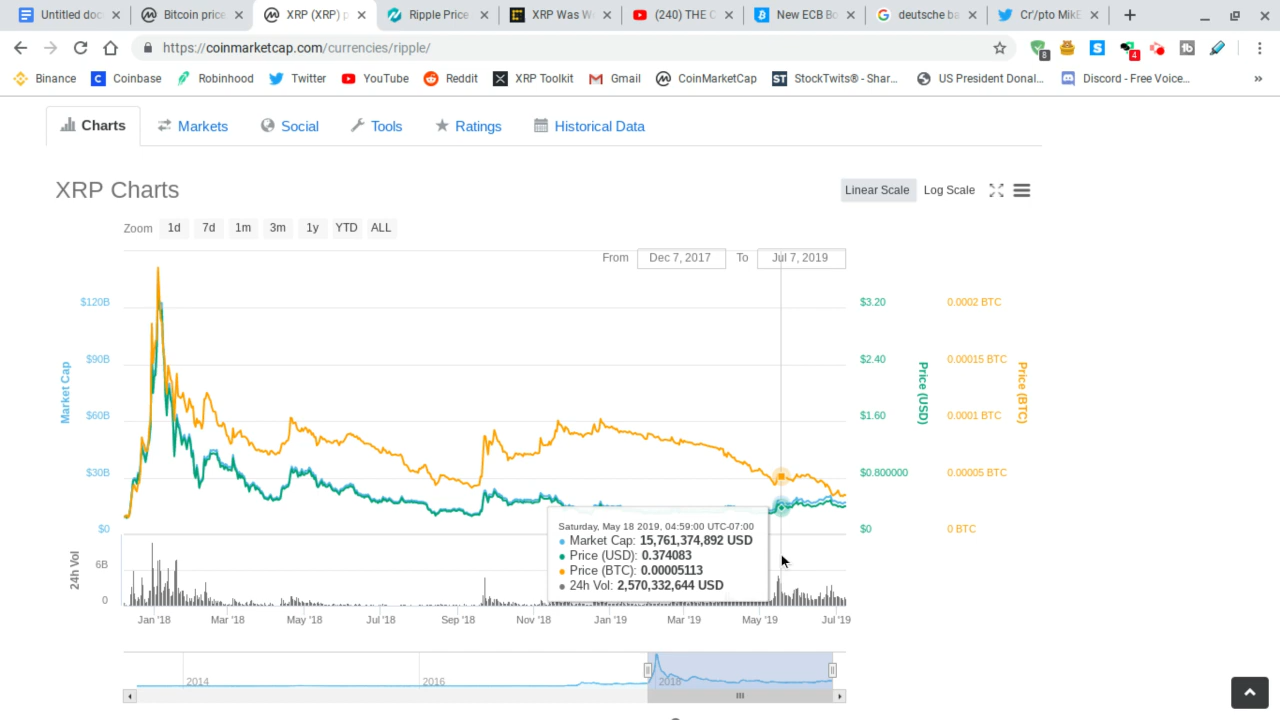 Untitled doc
Bitcoin price
XRP (XRP) p
Ripple Price
XRP Was W
(240) THE C
New ECB Bo
deutsche ba
Cr'/pto MikE
https://coinmarketcap.com/currencies/ripple/
8
4
Binance Coinbase Robinhood Twitter YouTube Reddit XRP Toolkit Gmail CoinMarketCap StockTwits® - Shar... US President Donal... Discord - Free Voice...
Charts Markets Social Tools Ratings Historical Data
XRP Charts
Linear Scale Log Scale
Zoom 1d 7d 1m 3m 1y YTD ALL
From Dec 7, 2017 To Jul 7, 2019
$120B $3.20 0.0002 BTC
$90B $2.40 0.00015 BTC
Market Cap Price (USD) Price (BTC)
$60B $1.60 0.0001 BTC
$30B $0.800000 0.00005 BTC
$0 $0 0 BTC
Saturday, May 18 2019, 04:59:00 UTC-07:00
Market Cap: 15,761,374,892 USD
Price (USD): 0.374083
Price (BTC): 0.00005113
24h Vol: 2,570,332,644 USD
24h Vol
6B
0
Jan '18 Mar '18 May '18 Jul '18 Sep '18 Nov '18 Jan '19 Mar '19 May '19 Jul '19
2014 2016 2018